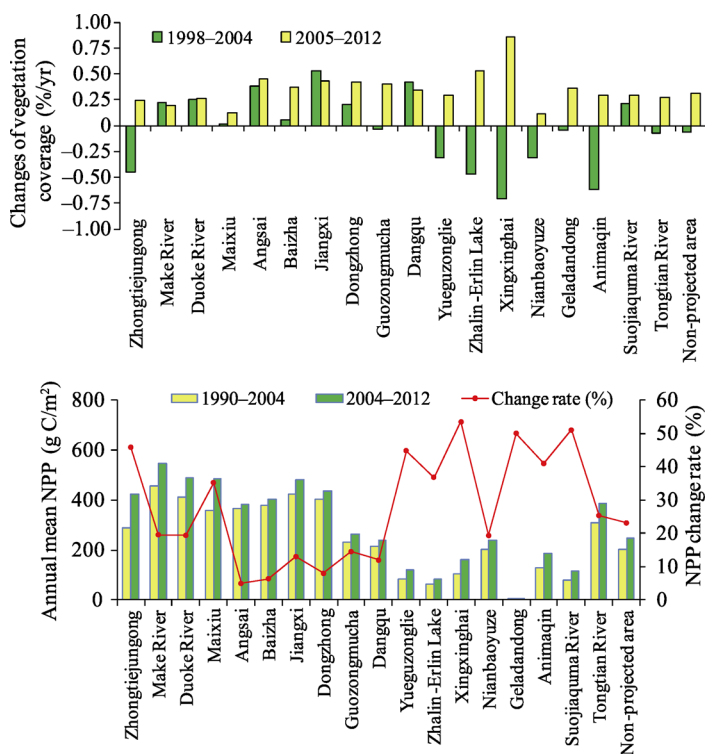 Changes of vegetation
coverage (%/yr)
1.00
0.75
0.50
0.25
0
−0.25
−0.50
−0.75
−1.00
1998–2004
2005–2012
Zhongtiejungong
Make River
Duoke River
Maixiu
Angsai
Baizha
Jiangxi
Dongzhong
Guozongmucha
Dangqu
Yueguzonglie
Zhalin -Erlin Lake
Xingxinghai
Nianbaoyuze
Geladandong
Animaqin
Suojiaquma River
Tongtian River
Non-projected area
Annual mean NPP (g C/m²)
800
600
400
200
0
1990–2004
2004–2012
Change rate (%)
60
50
40
30
20
10
0
NPP change rate (%)
Zhongtiejungong
Make River
Duoke River
Maixiu
Angsai
Baizha
Jiangxi
Dongzhong
Guozongmucha
Dangqu
Yueguzonglie
Zhalin -Erlin Lake
Xingxinghai
Nianbaoyuze
Geladandong
Animaqin
Suojiaquma River
Tongtian River
Non-projected area